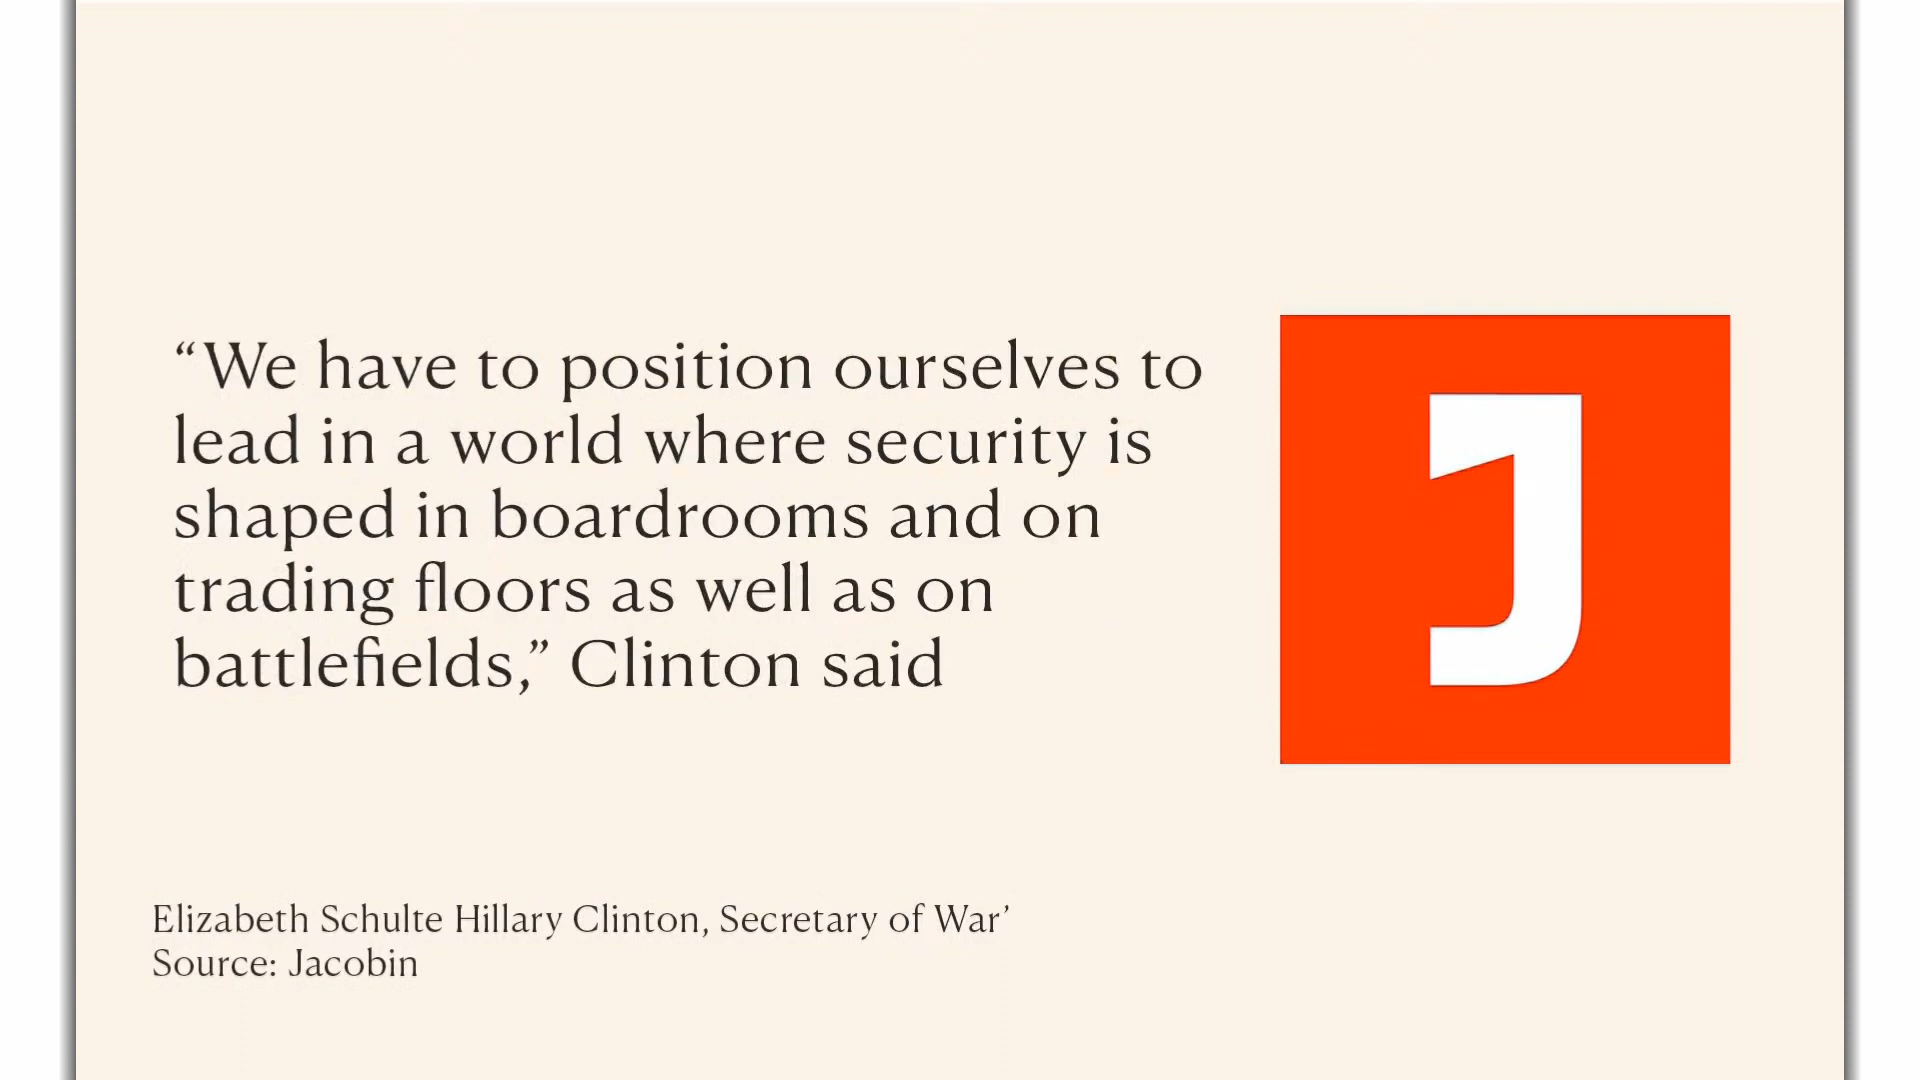 “We have to position ourselves to
lead in a world where security is
shaped in boardrooms and on
trading floors as well as on
battlefields,” Clinton said
J
Elizabeth Schulte Hillary Clinton, Secretary of War’
Source: Jacobin